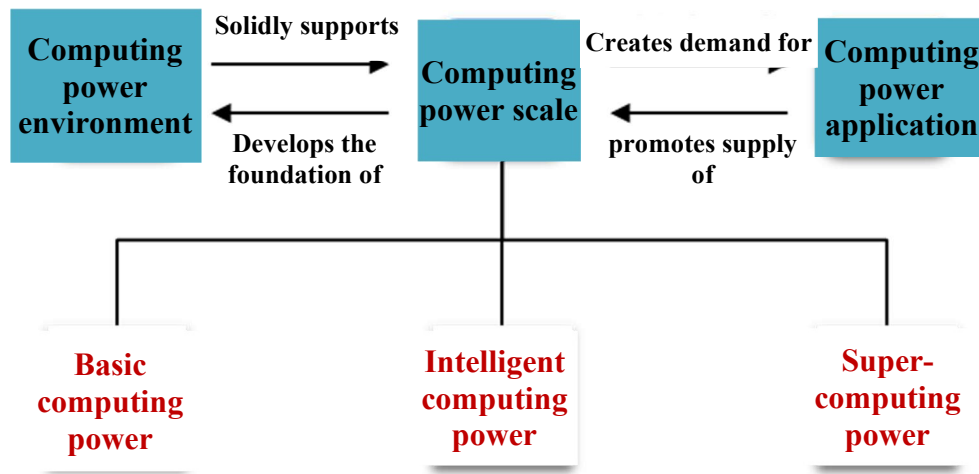 Computing
power
environment
Solidly supports
Develops the
foundation of
Computing
power scale
Creates demand for
promotes supply
of
Computing
power
application
Basic
computing
power
Intelligent
computing
power
Super-
computing
power